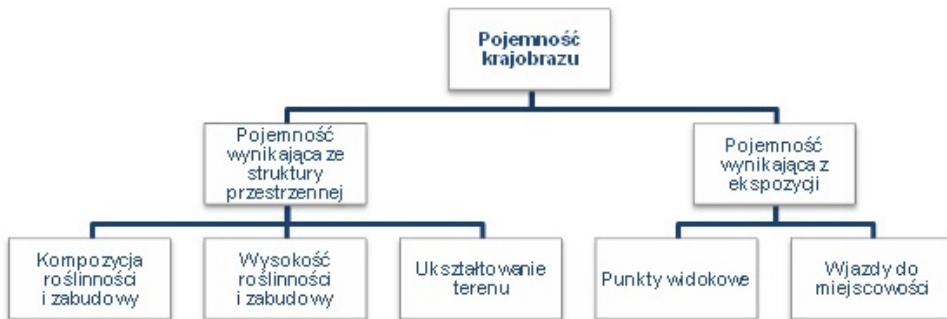 Pojemność
krajobrazu
Pojemność
wynikająca ze
struktury
przestrzennej
Pojemność
wynikająca z
ekspozycji
Kompozycja
roślinności
i zabudowy
Wysokość
roślinności
i zabudowy
Ukształtowanie
terenu
Punkty widokowe
Wjazdy do
miejscowości